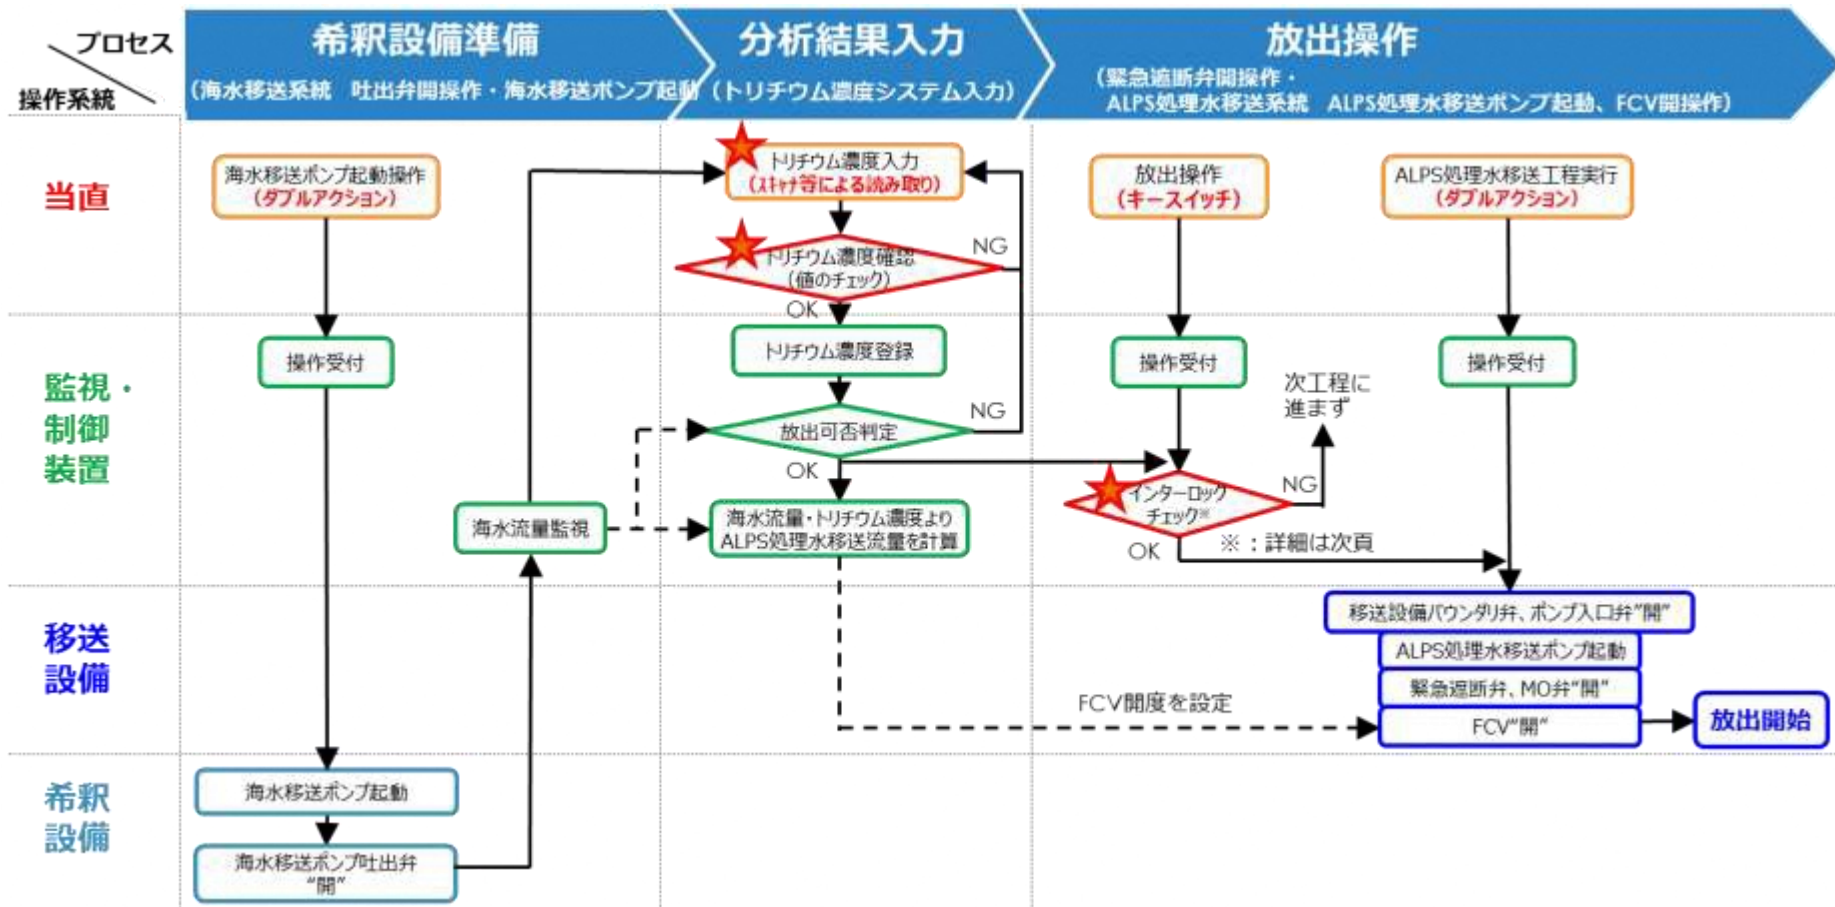 プロセス
操作系統
希釈設備準備
(海水移送系統 吐出弁開操作・海水移送ポンプ起動
分析結果入力
(トリチウム濃度システム入力)
放出操作
(緊急遮断弁開操作・
ALPS処理水移送系統 ALPS処理水移送ポンプ起動、FCV開操作)
当直
海水移送ポンプ起動操作
(ダブルアクション)
トリチウム濃度入力
(スキャナ等による読み取り)
放出操作
(キースイッチ)
ALPS処理水移送工程実行
(ダブルアクション)
トリチウム濃度確認
(値のチェック)
NG
OK
監視・
制御
装置
操作受付
トリチウム濃度登録
操作受付
操作受付
次工程に
進まず
放出可否判定
NG
OK
インターロック
チェック※
NG
OK
※：詳細は次頁
海水流量監視
海水流量・トリチウム濃度より
ALPS処理水移送流量を計算
移送
設備
移送設備バウンダリ弁、ポンプ入口弁"開"
ALPS処理水移送ポンプ起動
緊急遮断弁、MO弁"開"
FCV"開"
FCV開度を設定
放出開始
希釈
設備
海水移送ポンプ起動
海水移送ポンプ吐出弁
"開"